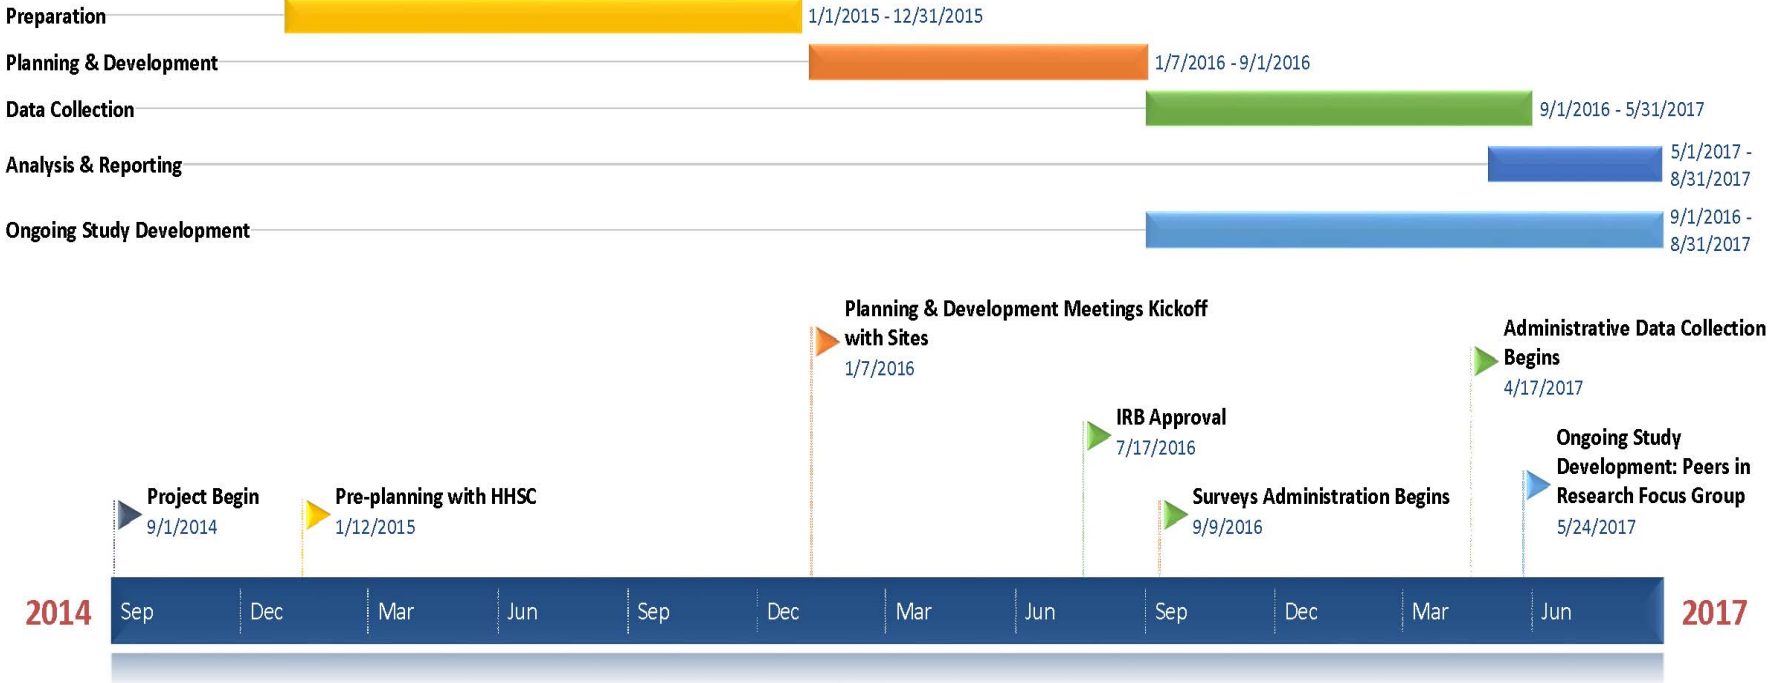 Preparation
1/1/2015 - 12/31/2015
Planning & Development
1/7/2016 - 9/1/2016
Data Collection
9/1/2016 - 5/31/2017
Analysis & Reporting
5/1/2017 -
8/31/2017
Ongoing Study Development
9/1/2016 -
8/31/2017
Planning & Development Meetings Kickoff
with Sites
1/7/2016
Administrative Data Collection
Begins
4/17/2017
IRB Approval
7/17/2016
Ongoing Study
Development: Peers in
Research Focus Group
5/24/2017
Project Begin
9/1/2014
Pre-planning with HHSC
1/12/2015
Surveys Administration Begins
9/9/2016
2014 Sep Dec Mar Jun Sep Dec Mar Jun Sep Dec Mar Jun 2017